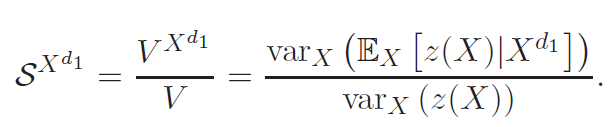 $\mathcal{S}^{X^{d_1}} = \frac{V^{X^{d_1}}}{V} = \frac{\mathrm{var}_X \left( \mathbb{E}_X \left[ z(X) | X^{d_1} \right] \right)}{\mathrm{var}_X \left( z(X) \right)}.$